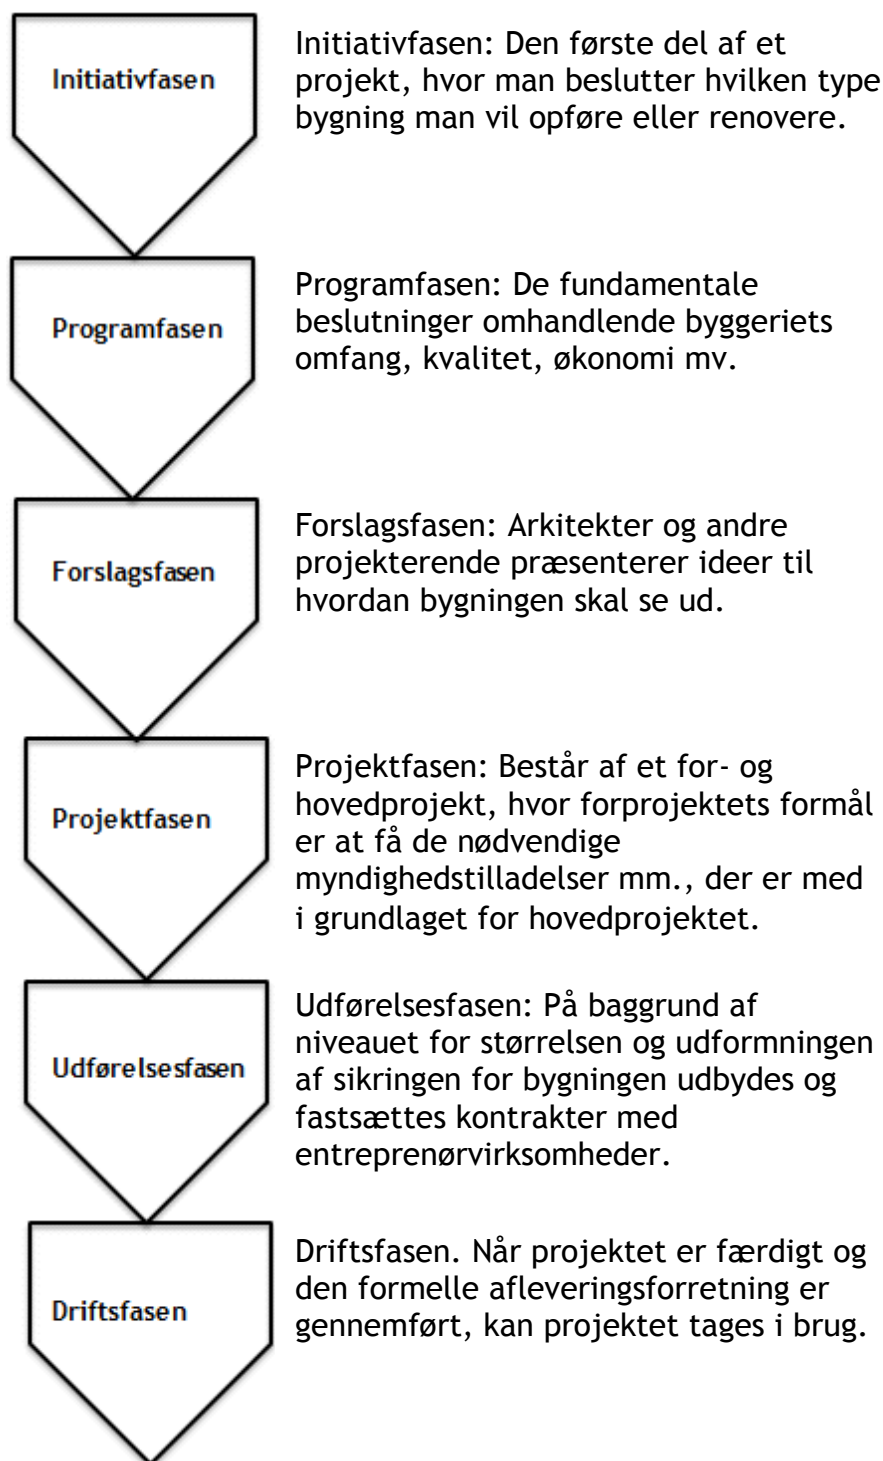 Initiativfasen
Initiativfasen: Den første del af et
projekt, hvor man beslutter hvilken type
bygning man vil opføre eller renovere.
Programfasen
Programfasen: De fundamentale
beslutninger omhandlende byggeriets
omfang, kvalitet, økonomi mv.
Forslagsfasen
Forslagsfasen: Arkitekter og andre
projekterende præsenterer ideer til
hvordan bygningen skal se ud.
Projektfasen
Projektfasen: Består af et for- og
hovedprojekt, hvor forprojektets formål
er at få de nødvendige
myndighedstilladelser mm., der er med
i grundlaget for hovedprojektet.
Udførelsesfasen
Udførelsesfasen: På baggrund af
niveauet for størrelsen og udformningen
af sikringen for bygningen udbydes og
fastsættes kontrakter med
entreprenørvirksomheder.
Driftsfasen
Driftsfasen. Når projektet er færdigt og
den formelle afleveringsforretning er
gennemført, kan projektet tages i brug.